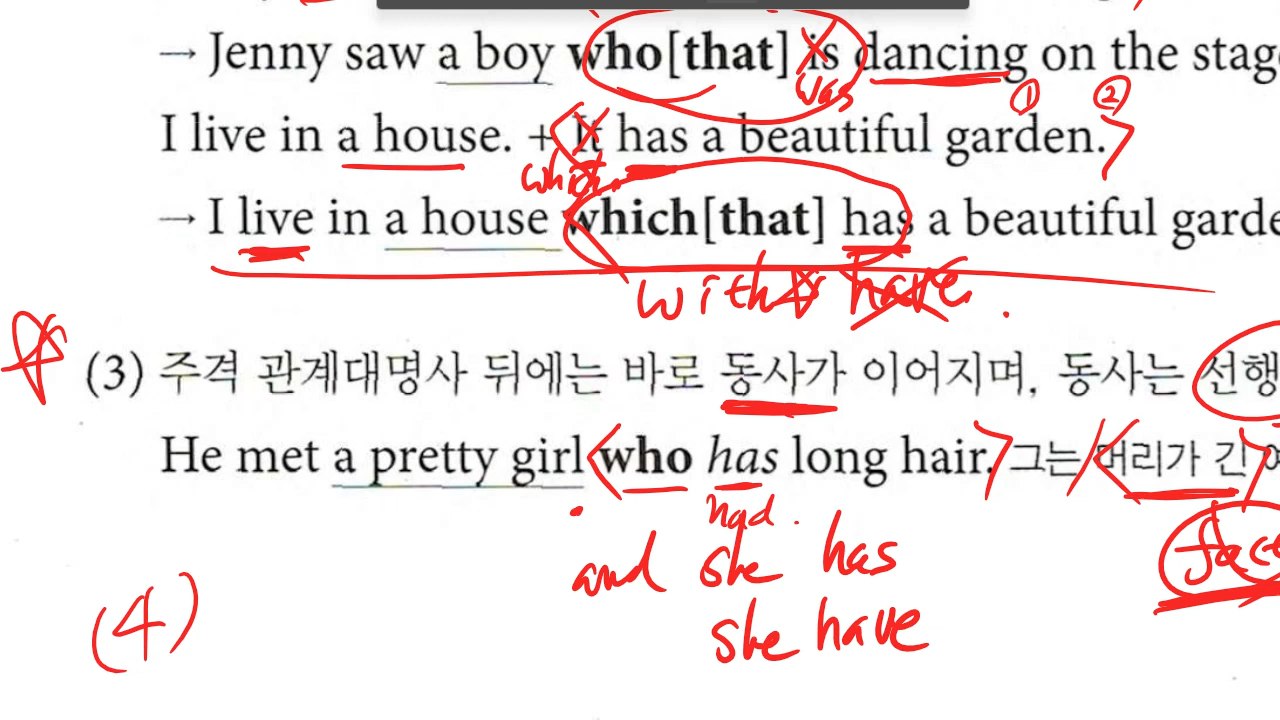 → Jenny saw a boy who[that] is dancing on the stag
was
① ②
I live in a house. + It has a beautiful garden.
which
→ I live in a house which[that] has a beautiful garde
with have
(3) 주격 관계대명사 뒤에는 바로 동사가 이어지며, 동사는 선행
He met a pretty girl who has long hair. 그는 머리가 긴
had.
and she has
she have
(4)